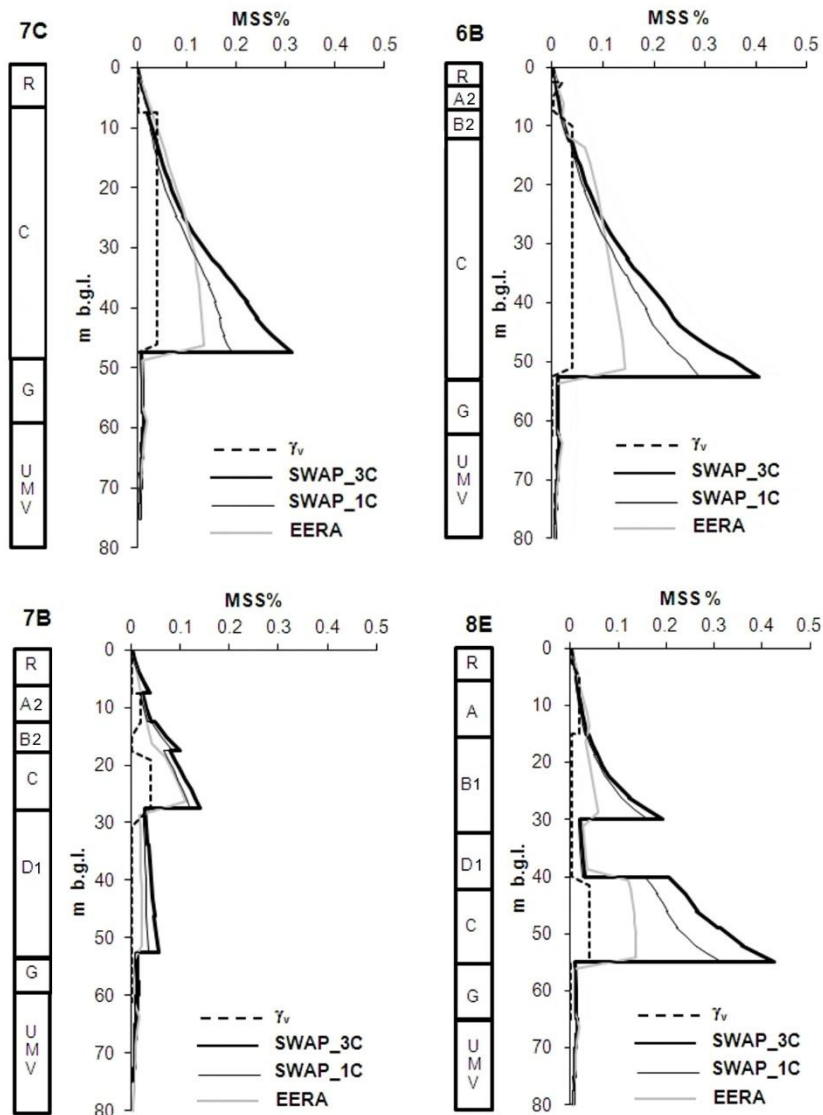 7C
MSS%
0 0.1 0.2 0.3 0.4 0.5
0
10
20
30
40
50
60
70
80
m b.g.l.
R
C
G
U
M
V
γv
SWAP_3C
SWAP_1C
EERA
6B
MSS%
0 0.1 0.2 0.3 0.4 0.5
0
10
20
30
40
50
60
70
80
m b.g.l.
R
A2
B2
C
G
U
M
V
γv
SWAP_3C
SWAP_1C
EERA
7B
MSS%
0 0.1 0.2 0.3 0.4 0.5
0
10
20
30
40
50
60
70
80
m b.g.l.
R
A2
B2
C
D1
G
U
M
V
γv
SWAP_3C
SWAP_1C
EERA
8E
MSS%
0 0.1 0.2 0.3 0.4 0.5
0
10
20
30
40
50
60
70
80
m b.g.l.
R
A
B1
D1
C
G
U
M
V
γv
SWAP_3C
SWAP_1C
EERA